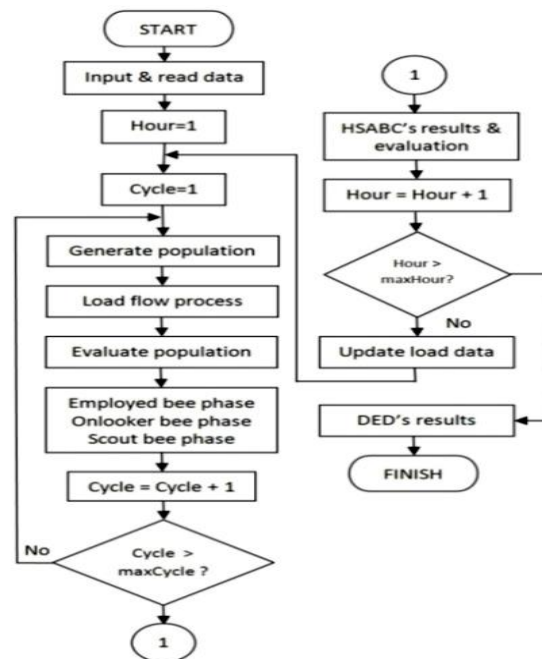 START
Input & read data
Hour=1
Cycle=1
Generate population
Load flow process
Evaluate population
Employed bee phase
Onlooker bee phase
Scout bee phase
Cycle = Cycle + 1
No
Cycle >
maxCycle ?
1
1
HSABC's results &
evaluation
Hour = Hour + 1
Hour >
maxHour?
No
Update load data
DED's results
FINISH